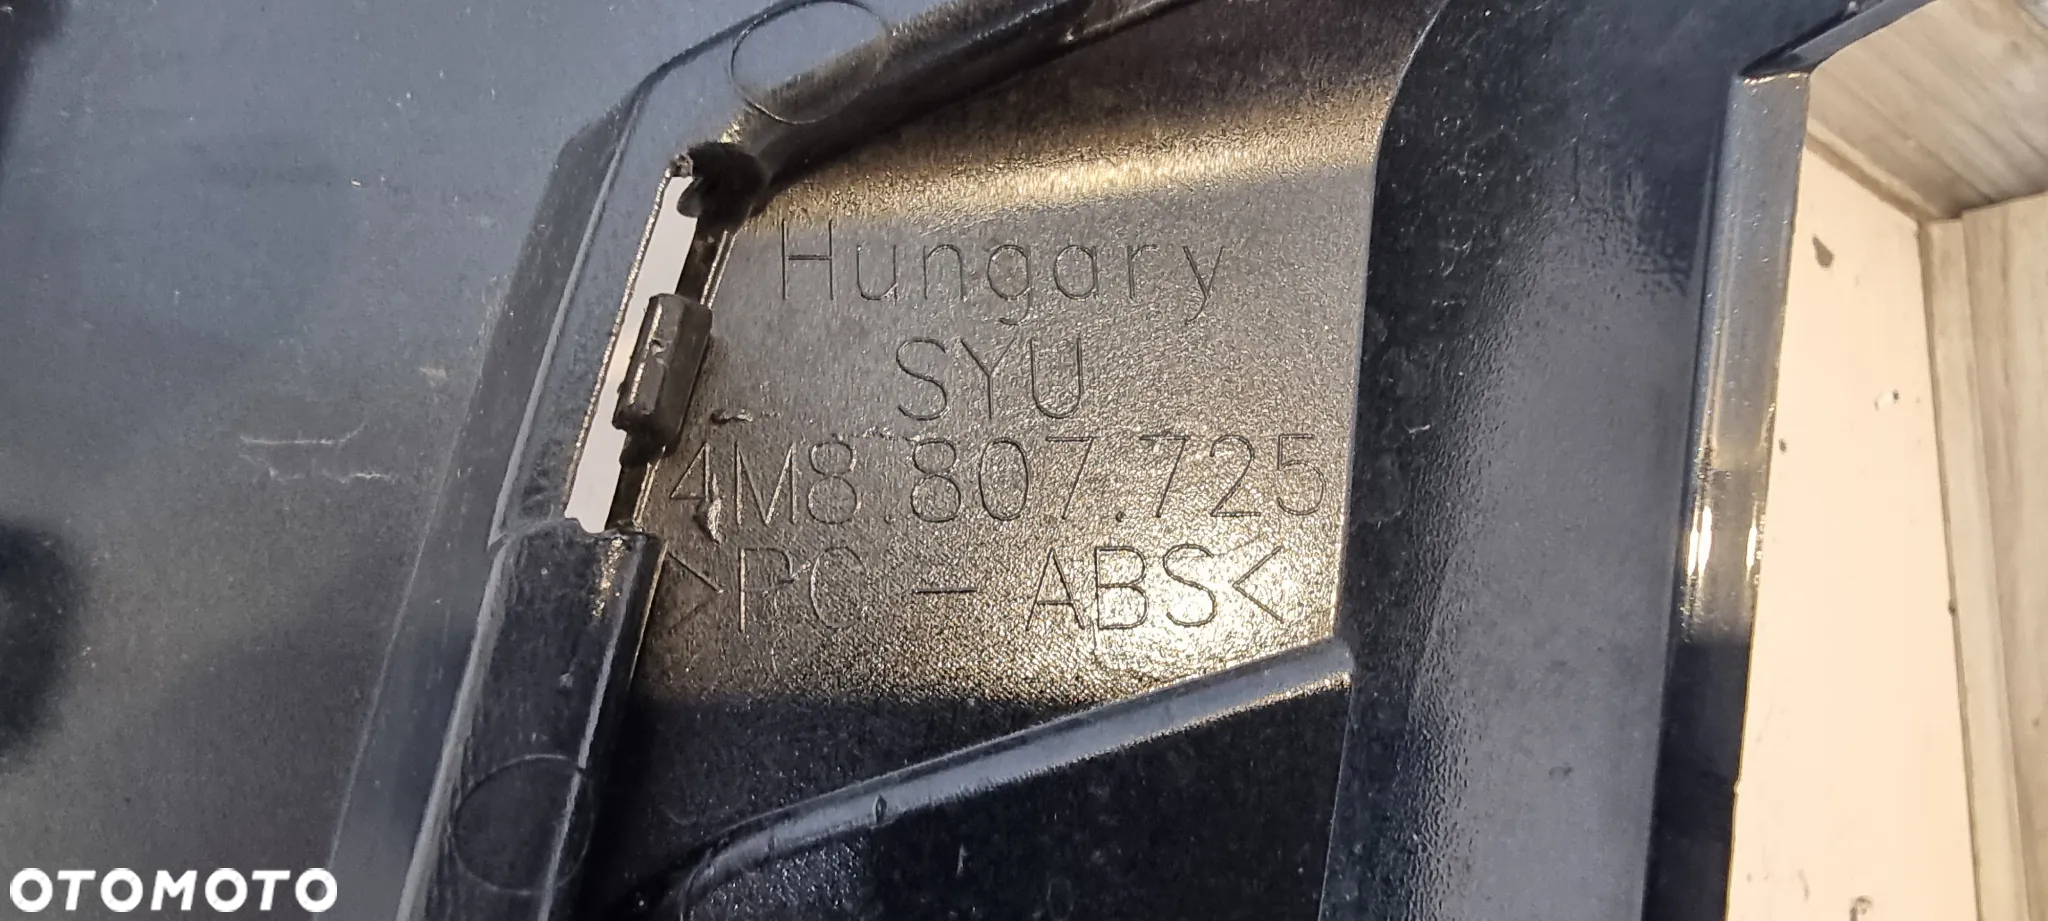 Hungary
SYU
4M8.807.725
>PC-ABS<
OTOMOTO